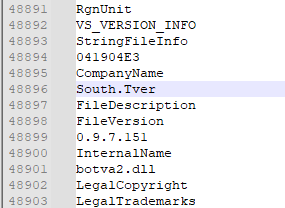 48891 RgnUnit
48892 VS_VERSION_INFO
48893 StringFileInfo
48894 041904E3
48895 CompanyName
48896 South.Tver
48897 FileDescription
48898 FileVersion
48899 0.9.7.151
48900 InternalName
48901 botva2.dll
48902 LegalCopyright
48903 LegalTrademarks